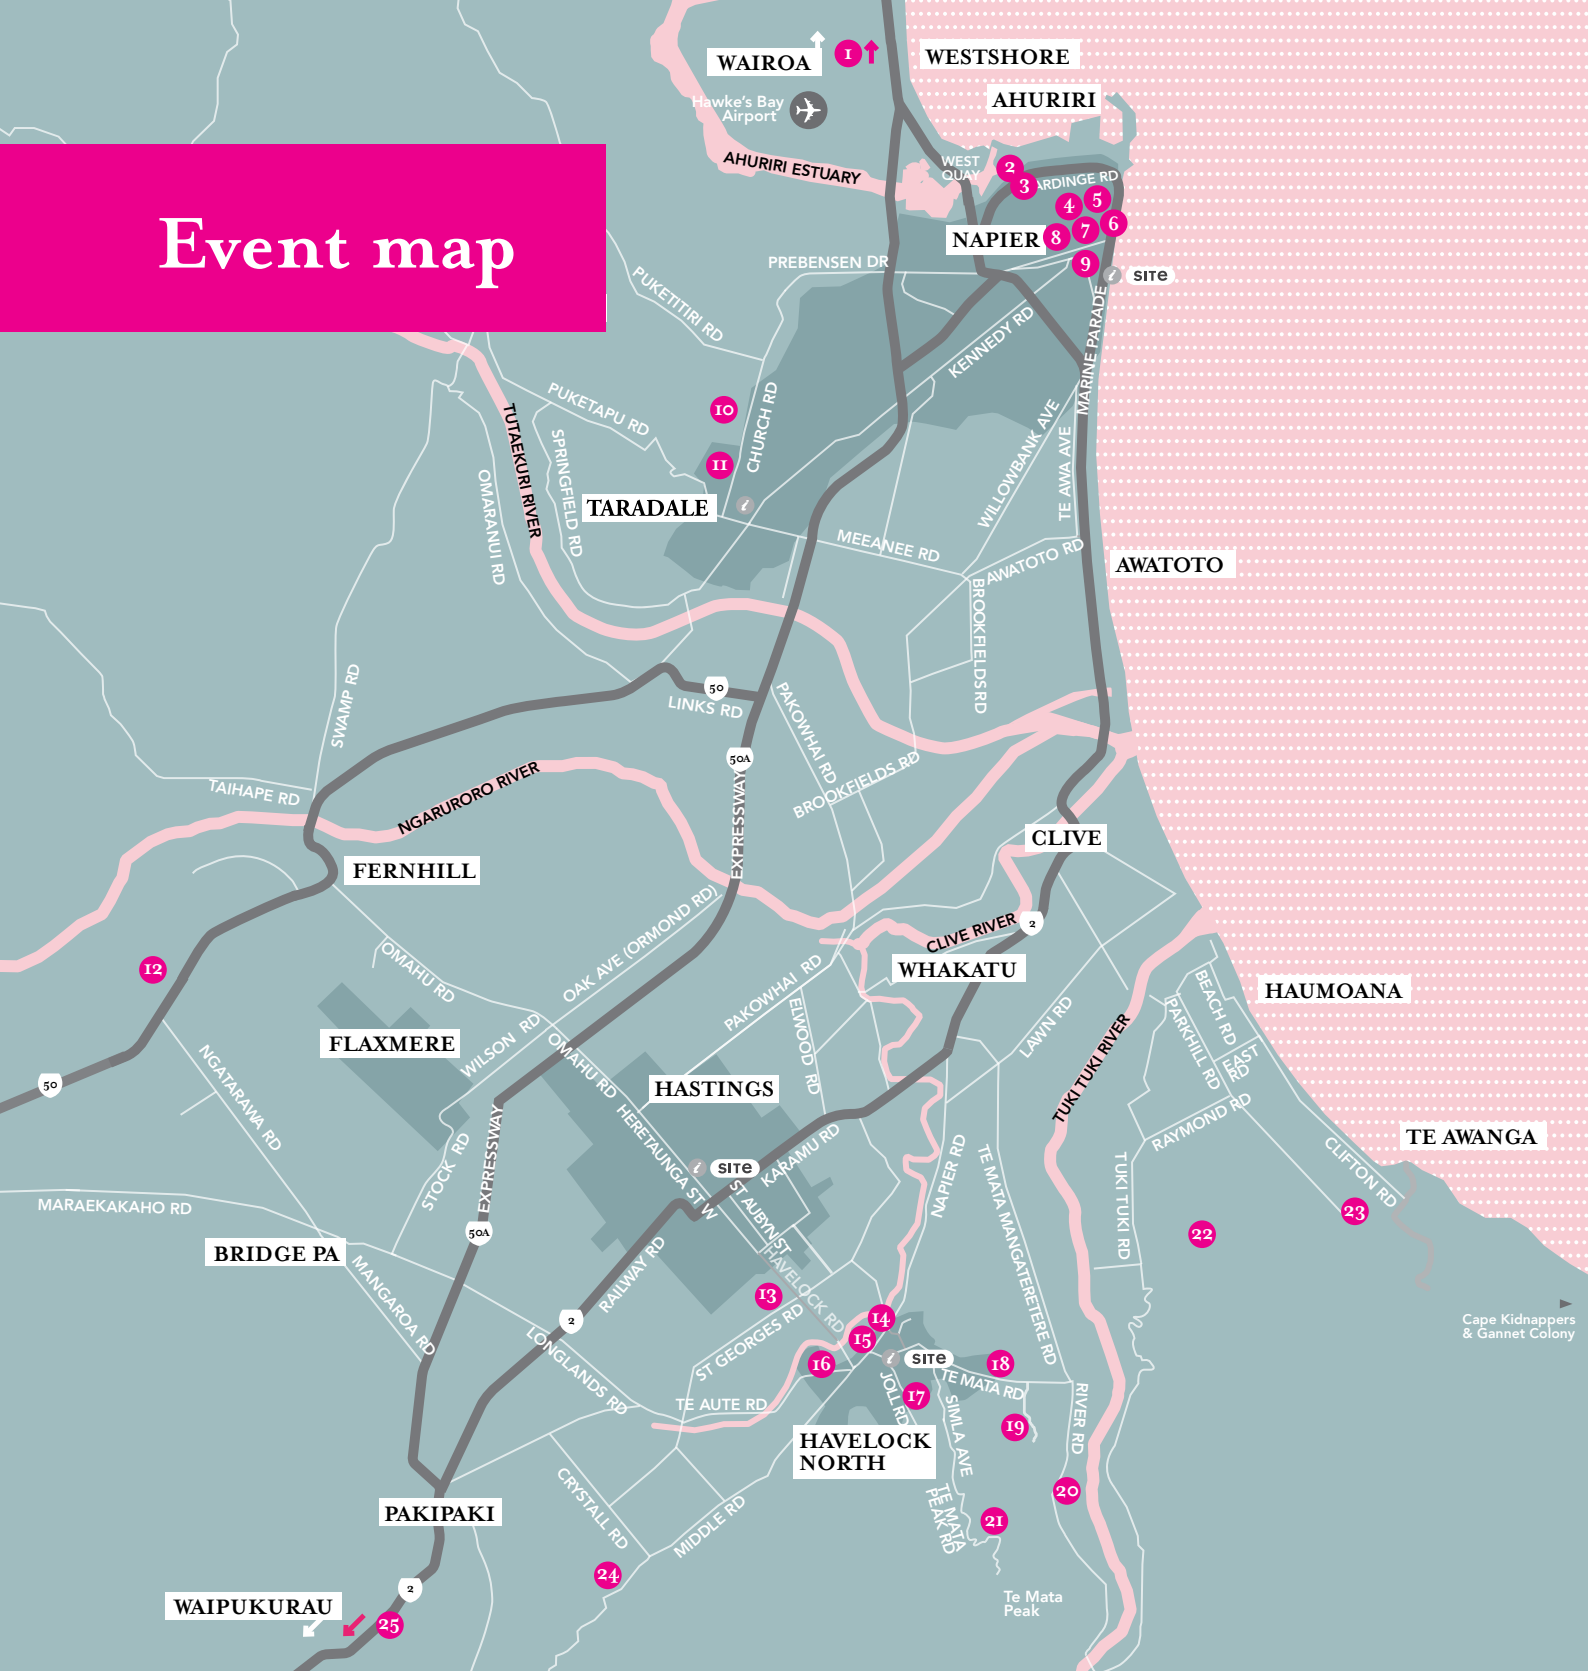 Event map
WAIROA
1
WESTSHORE
AHURIRI
Hawke's Bay
Airport
AHURIRI ESTUARY
WEST
QUAY
2
3
ARDINGE RD
4
5
6
7
8
NAPIER
9
i
SITE
PREBENSEN DR
PUKETITIRI RD
KENNEDY RD
MARINE PARADE
PUKETAPU RD
10
CHURCH RD
11
TUTAEKURI RIVER
SPRINGFIELD RD
OMARANUI RD
TARADALE
i
WILLOWBANK AVE
TE AWA AVE
MEEANEE RD
AWATOTO RD
AWATOTO
BROOKFIELDS RD
SWAMP RD
50
LINKS RD
PAKOWHAI RD
50A
BROOKFIELDS RD
TAIHAPE RD
NGARURORO RIVER
EXPRESSWAY
CLIVE
FERNHILL
OAK AVE (ORMOND RD)
CLIVE RIVER
2
12
OMAHU RD
WHAKATU
PAKOWHAI RD
HAUMOANA
ELWOOD RD
LAWN RD
BEACH RD
PARKHILL RD
EAST
RD
TUKI TUKI RIVER
FLAXMERE
WILSON RD
OMAHU RD
50
NGATARAWA RD
HASTINGS
EXPRESSWAY
HERETAUNGA ST W
STOCK RD
KARAMU RD
NAPIER RD
RAYMOND RD
TE AWANGA
i
SITE
ST AUBYN ST
TE MATA MANGATERETERE RD
TUKI TUKI RD
CLIFTON RD
MARAEKAKAHO RD
23
22
50A
BRIDGE PA
MANGAROA RD
RAILWAY RD
HAVELOCK RD
13
2
14
15
LONGLANDS RD
ST GEORGES RD
16
i
SITE
18
Cape Kidnappers
& Gannet Colony
TE MATA RD
17
JOLL RD
TE AUTE RD
SIMLA AVE
19
RIVER RD
HAVELOCK
NORTH
CRYSTALL RD
20
PAKIPAKI
MIDDLE RD
TE MATA
PEAK RD
21
24
2
Te Mata
Peak
WAIPUKURAU
25